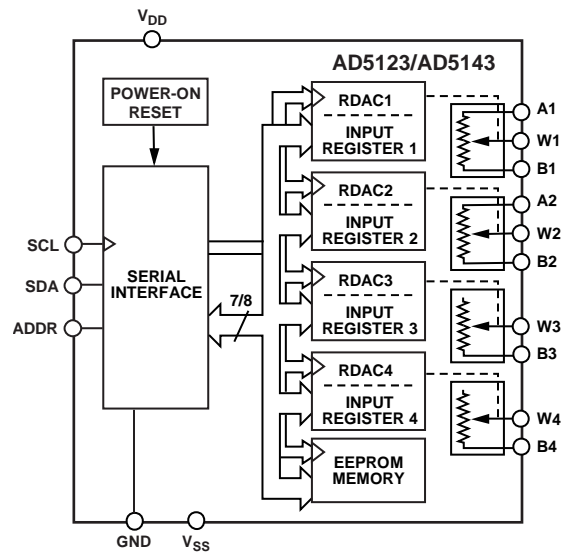 V_DD
AD5123/AD5143
POWER-ON
RESET
RDAC1
INPUT
REGISTER 1
A1
W1
B1
RDAC2
INPUT
REGISTER 2
A2
W2
B2
SCL
SDA
ADDR
SERIAL
INTERFACE
7/8
RDAC3
INPUT
REGISTER 3
W3
B3
RDAC4
INPUT
REGISTER 4
W4
B4
EEPROM
MEMORY
GND
V_SS